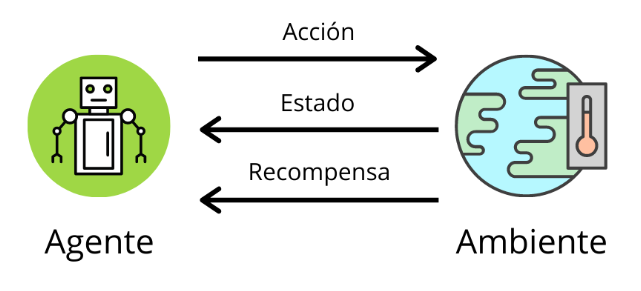 Acción
Estado
Recompensa
Agente
Ambiente